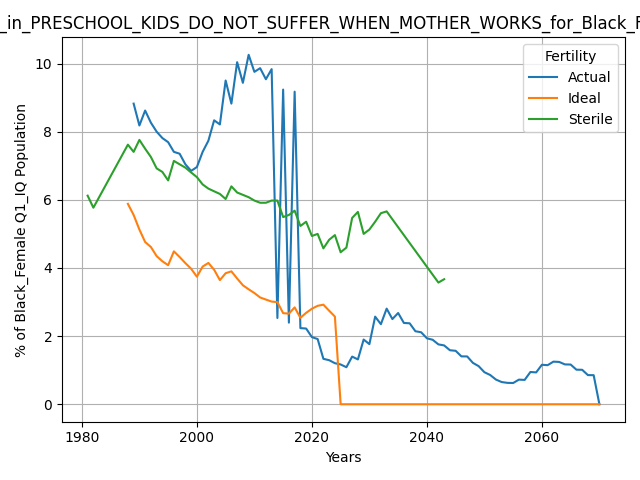 _in_PRESCHOOL_KIDS_DO_NOT_SUFFER_WHEN_MOTHER_WORKS_for_Black_F
% of Black_Female Q1_IQ Population
10
8
6
4
2
0
Fertility
Actual
Ideal
Sterile
1980
2000
2020
2040
2060
Years